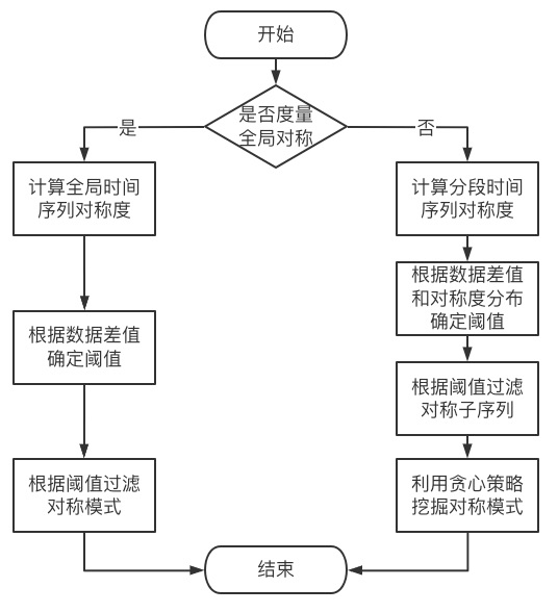 开始
是否度量
全局对称
是
否
计算全局时间
序列对称度
计算分段时间
序列对称度
根据数据差值
和对称度分布
确定阈值
根据数据差值
确定阈值
根据阈值过滤
对称子序列
根据阈值过滤
对称模式
利用贪心策略
挖掘对称模式
结束